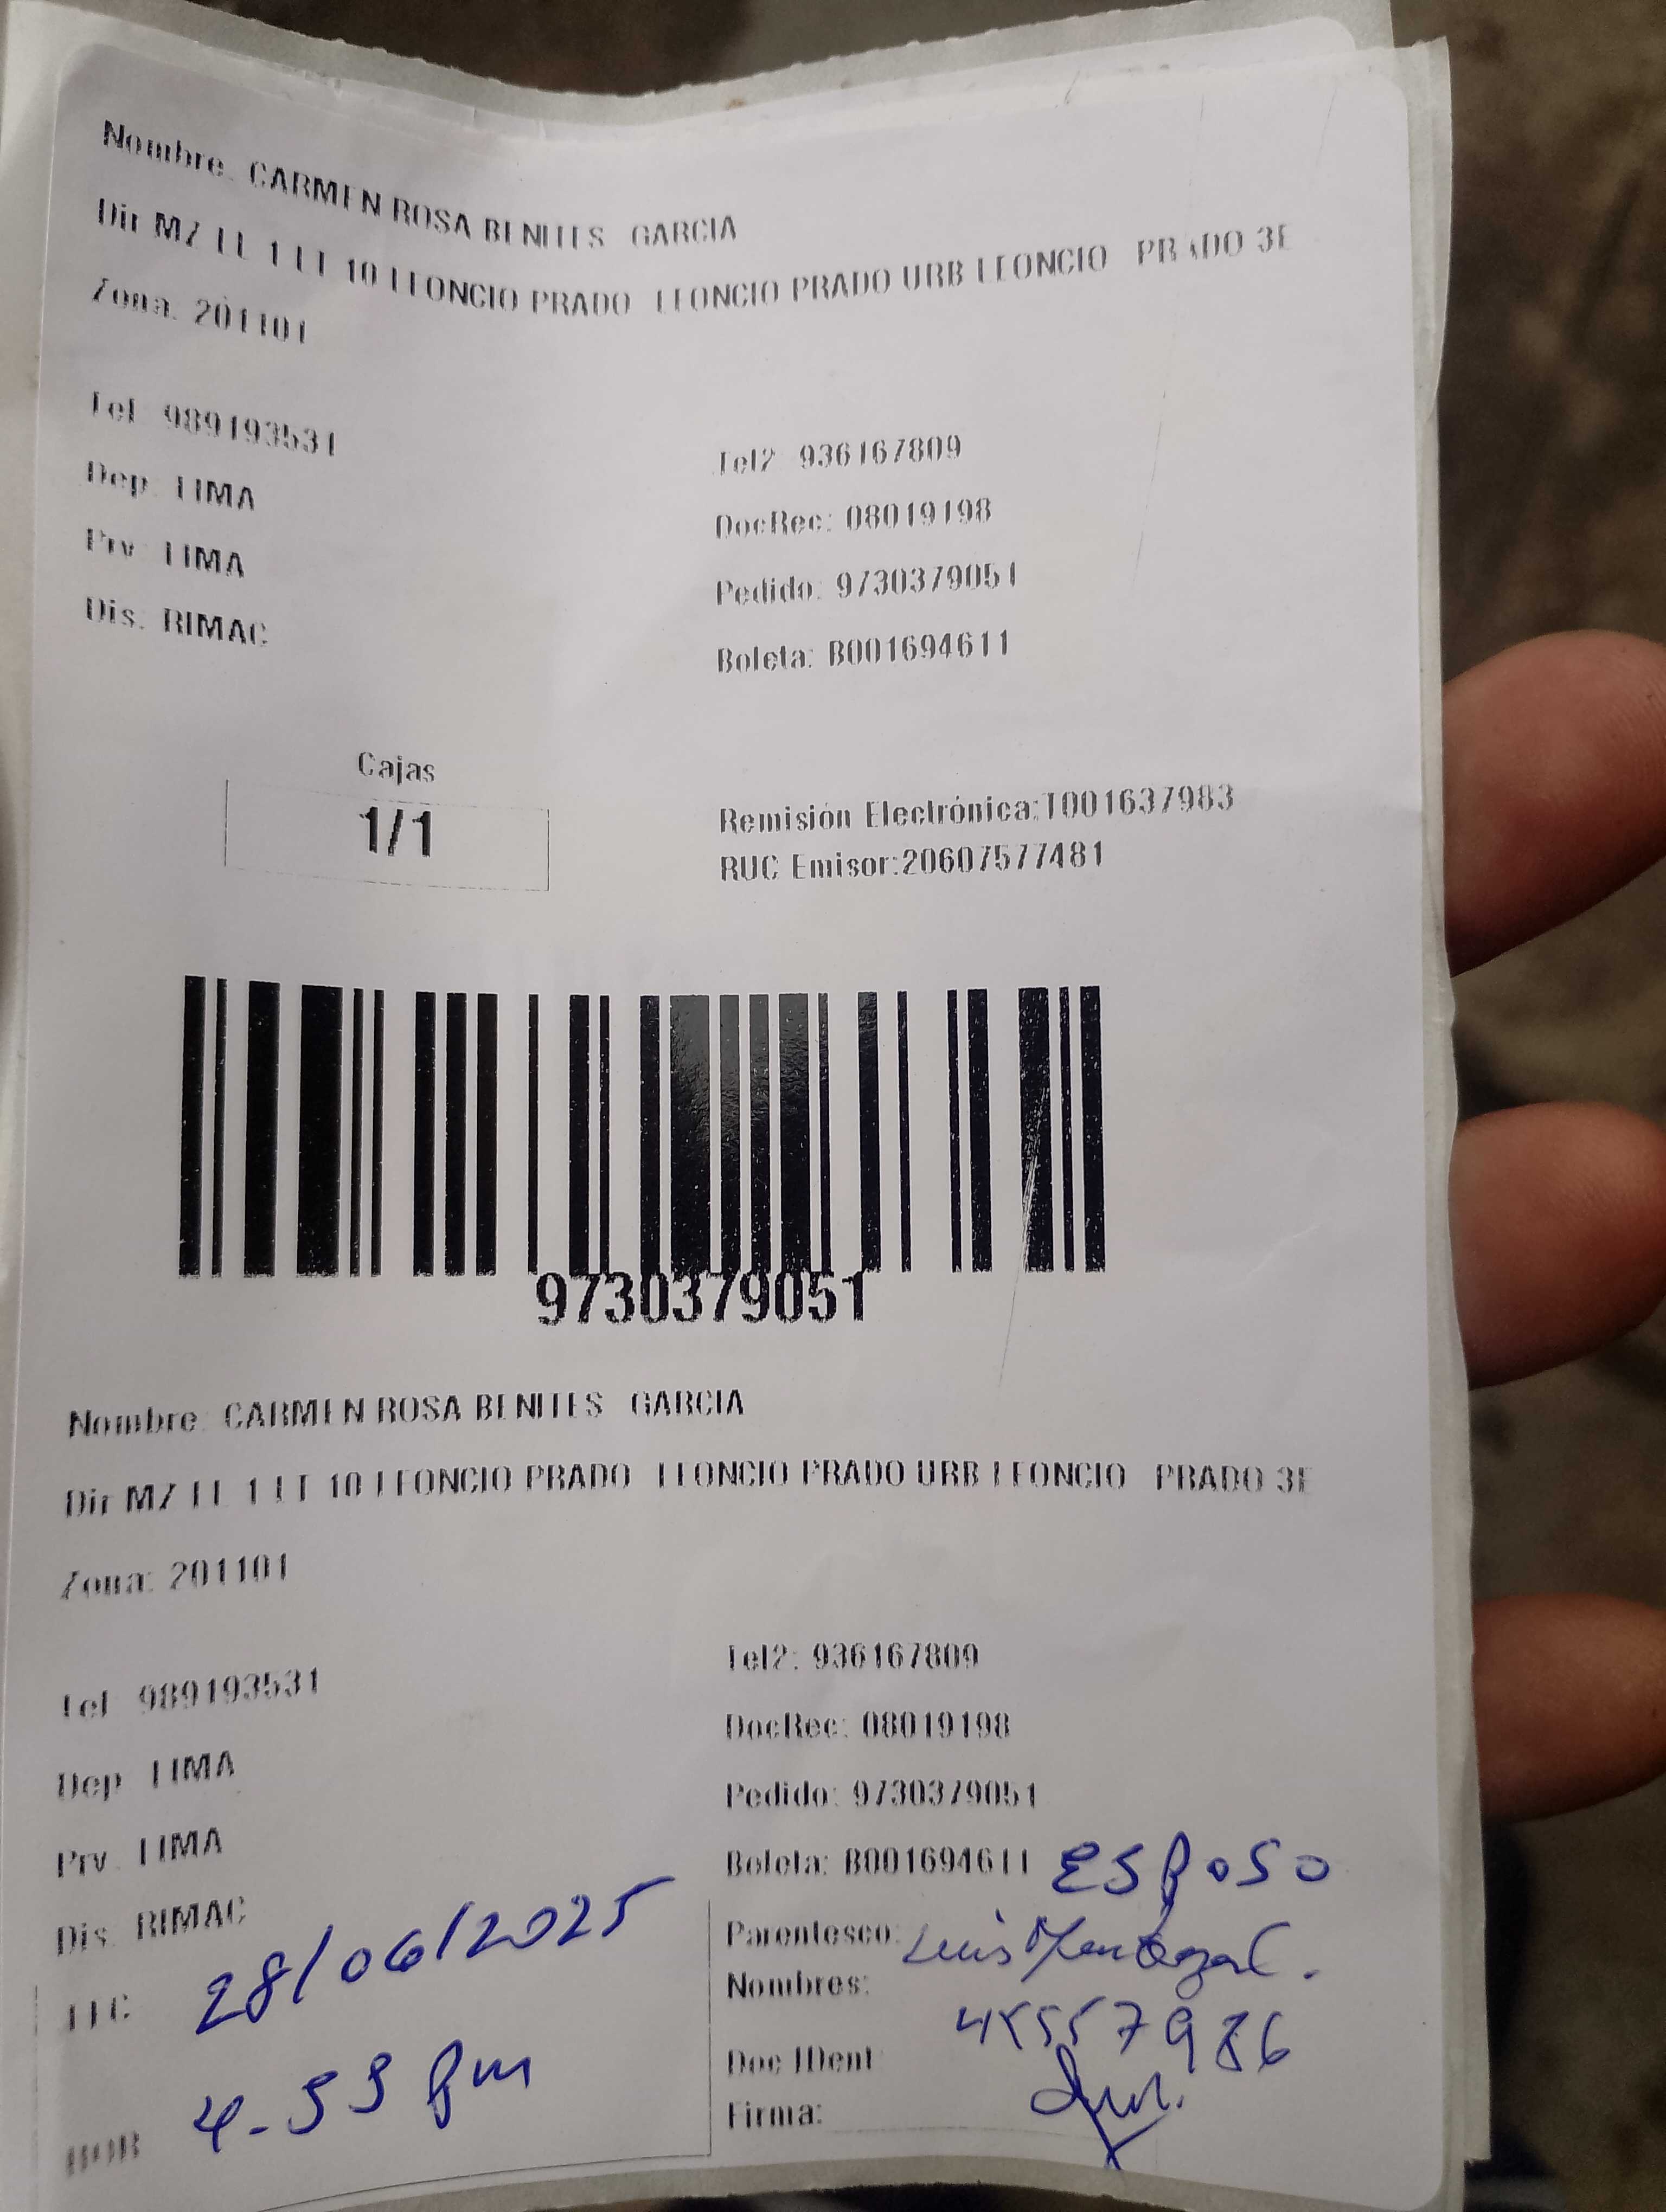 Nombre: CARMEN ROSA BENITES GARCIA
Dir MZ LL 1 LT 10 LEONCIO PRADO LEONCIO PRADO URB LEONCIO PRADO 3E
Zona: 201101
Tel: 989193531
Tel2: 936167809
Dep: LIMA
DocRec: 08019198
Prv: LIMA
Pedido: 9730379051
Dis: RIMAC
Boleta: B001694611
Cajas
1/1
Remisión Electrónica:T001637983
RUC Emisor:20607577481
9730379051
Nombre: CARMEN ROSA BENITES GARCIA
Dir MZ LL 1 LT 10 LEONCIO PRADO LEONCIO PRADO URB LEONCIO PRADO 3E
Zona: 201101
Tel: 989193531
Tel2: 936167809
Dep: LIMA
DocRec: 08019198
Prv: LIMA
Pedido: 9730379051
Dis: RIMAC
Boleta: B001694611
ESPOSO
Parentesco:
Luis
Nombres:
28/06/2025
Doc IDent: 45557986
HOR 4-53 pm
Firma: